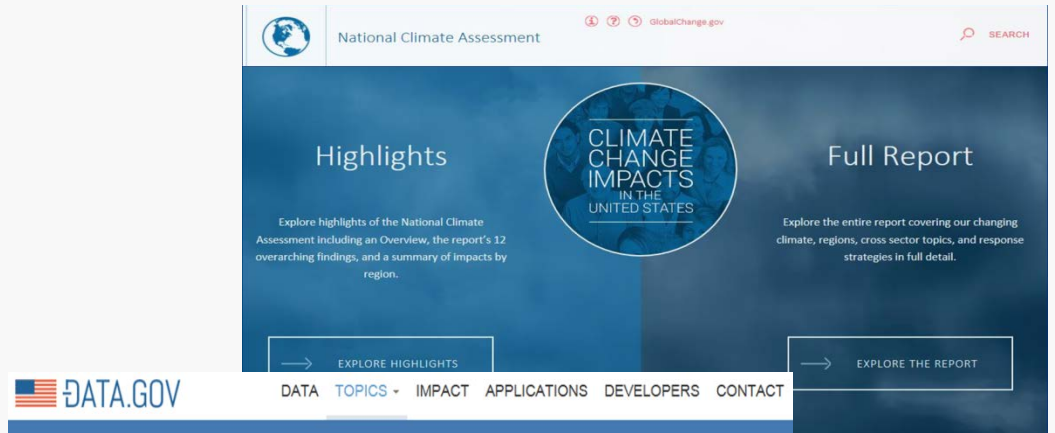 National Climate Assessment
GlobalChange.gov
SEARCH
Highlights
Explore highlights of the National Climate
Assessment including an Overview, the report's 12
overarching findings, and a summary of impacts by
region.
EXPLORE HIGHLIGHTS
CLIMATE
CHANGE
IMPACTS
IN THE
UNITED STATES
Full Report
Explore the entire report covering our changing
climate, regions, cross sector topics, and response
strategies in full detail.
EXPLORE THE REPORT
DATA.GOV
DATA TOPICS IMPACT APPLICATIONS DEVELOPERS CONTACT